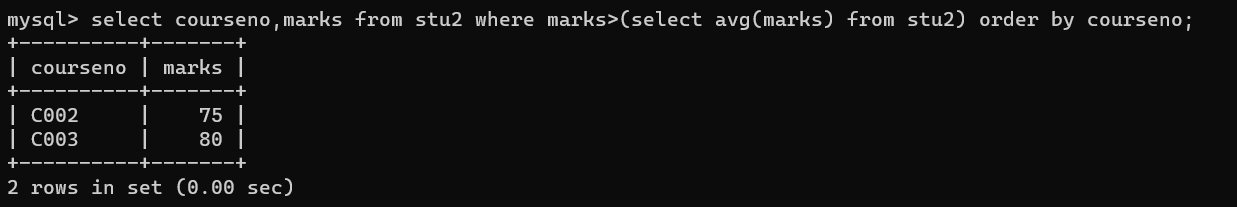 mysql> select courseno,marks from stu2 where marks>(select avg(marks) from stu2) order by courseno;
+----------+-------+
| courseno | marks |
+----------+-------+
| C002     |    75 |
| C003     |    80 |
+----------+-------+
2 rows in set (0.00 sec)